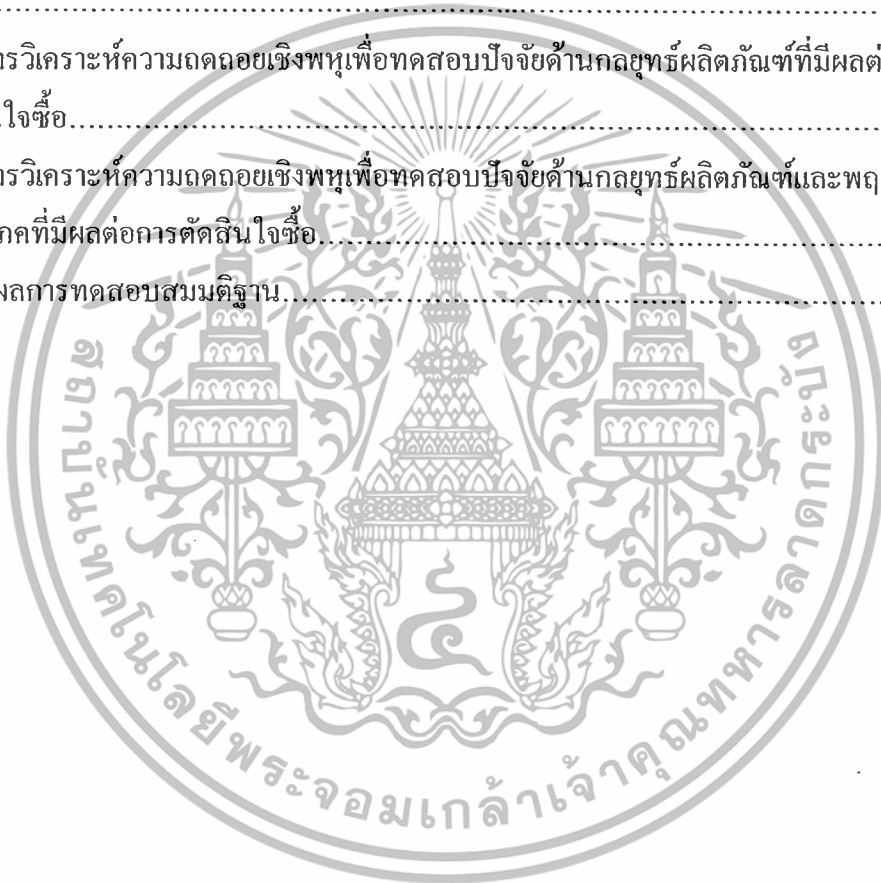 ........................................................................................................
ารวิเคราะห์ความถดถอยเชิงพหุเพื่อทดสอบปัจจัยด้านกลยุทธ์ผลิตภัณฑ์ที่มีผลต่
นใจซื้อ........................................................................................................
ารวิเคราะห์ความถดถอยเชิงพหุเพื่อทดสอบปัจจัยด้านกลยุทธ์ผลิตภัณฑ์และพฤ
ภคที่มีผลต่อการตัดสินใจซื้อ............................................................................
ผลการทดสอบสมมติฐาน............................................................................
สถาบันเทคโนโลยีพระจอมเกล้าเจ้าคุณทหารลาดกระบัง
๔